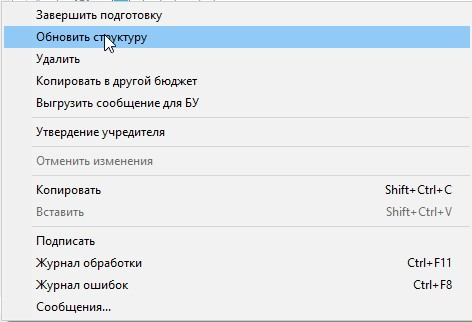 Завершить подготовку
Обновить структуру
Удалить
Копировать в другой бюджет
Выгрузить сообщение для БУ
Утвердение учредителя
Отменить изменения
Копировать Shift+Ctrl+C
Вставить Shift+Ctrl+V
Подписать
Журнал обработки Ctrl+F11
Журнал ошибок Ctrl+F8
Сообщения...